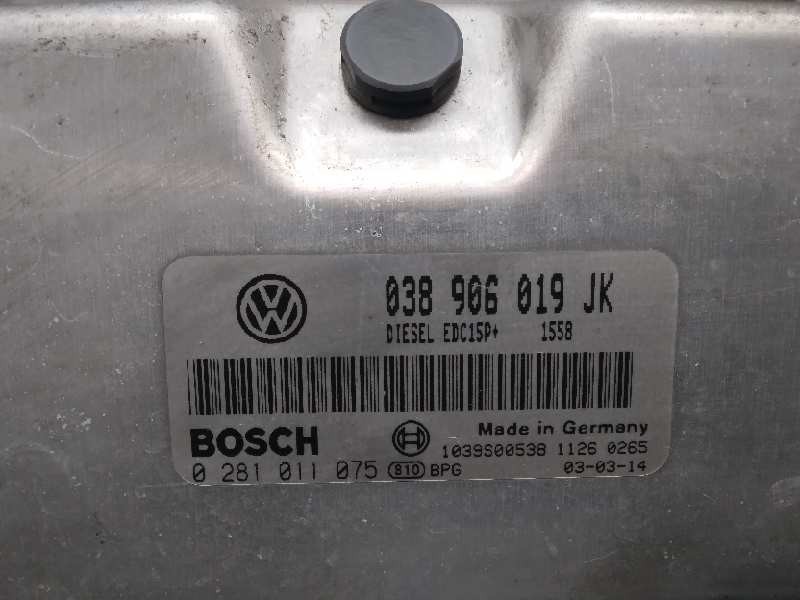 VW
038 906 019 JK
DIESEL EDC15P+ 1558
BOSCH
Made in Germany
1039S00538 1126 0265
0 281 011 075 810 BPG
03-03-14